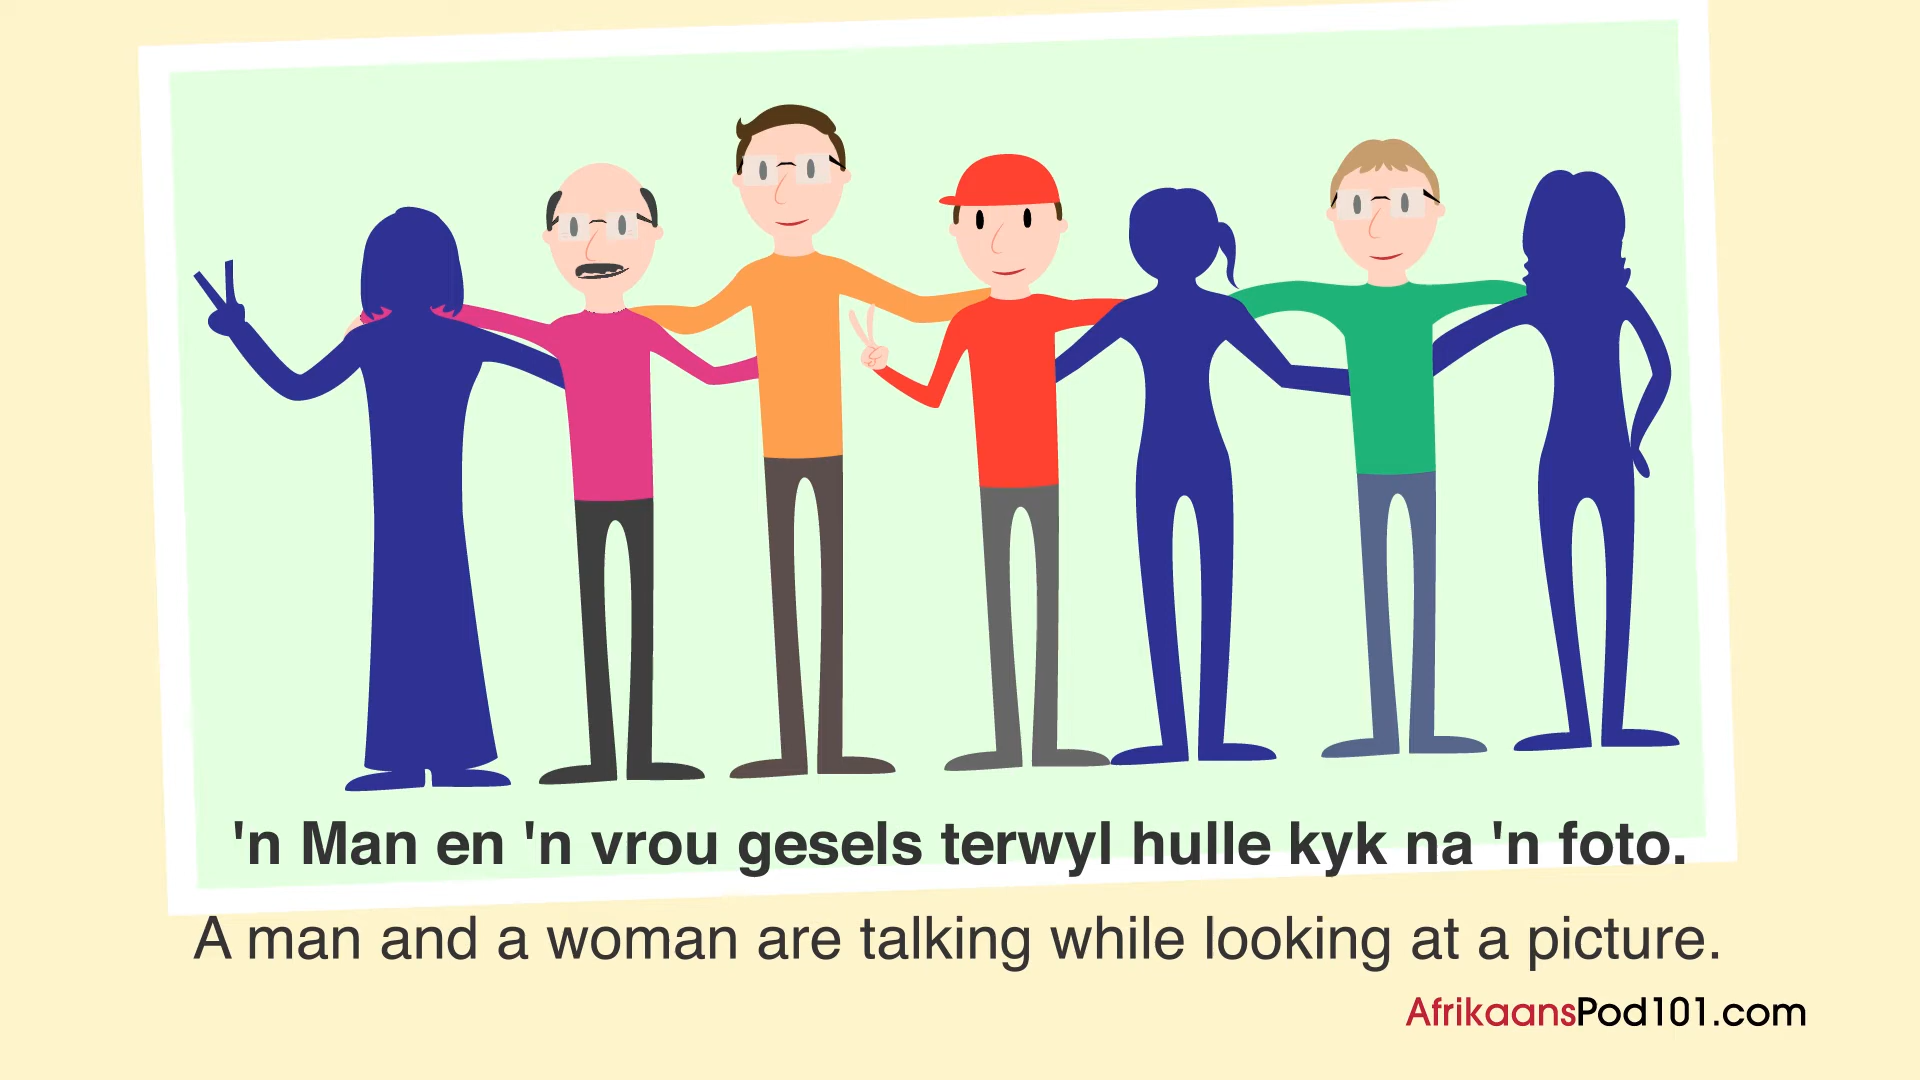 'n Man en 'n vrou gesels terwyl hulle kyk na 'n foto.
A man and a woman are talking while looking at a picture.
AfrikaansPod101.com